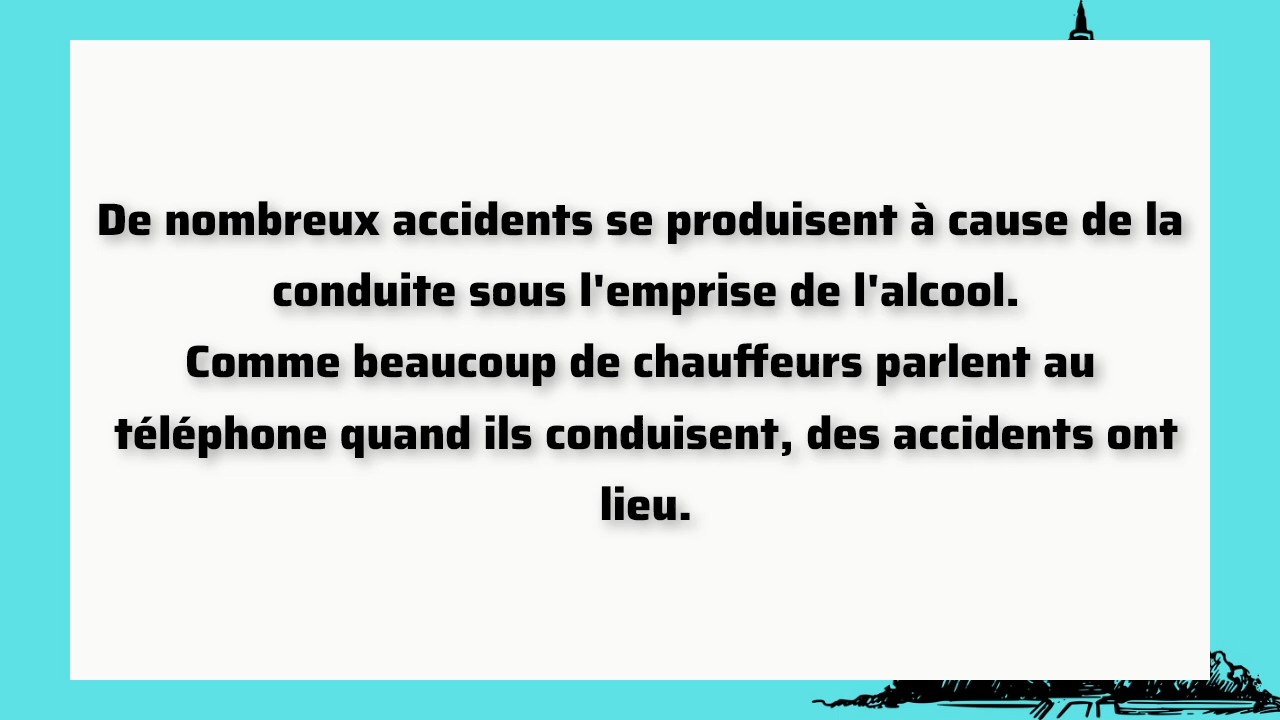 De nombreux accidents se produisent à cause de la
conduite sous l'emprise de l'alcool.
Comme beaucoup de chauffeurs parlent au
téléphone quand ils conduisent, des accidents ont
lieu.